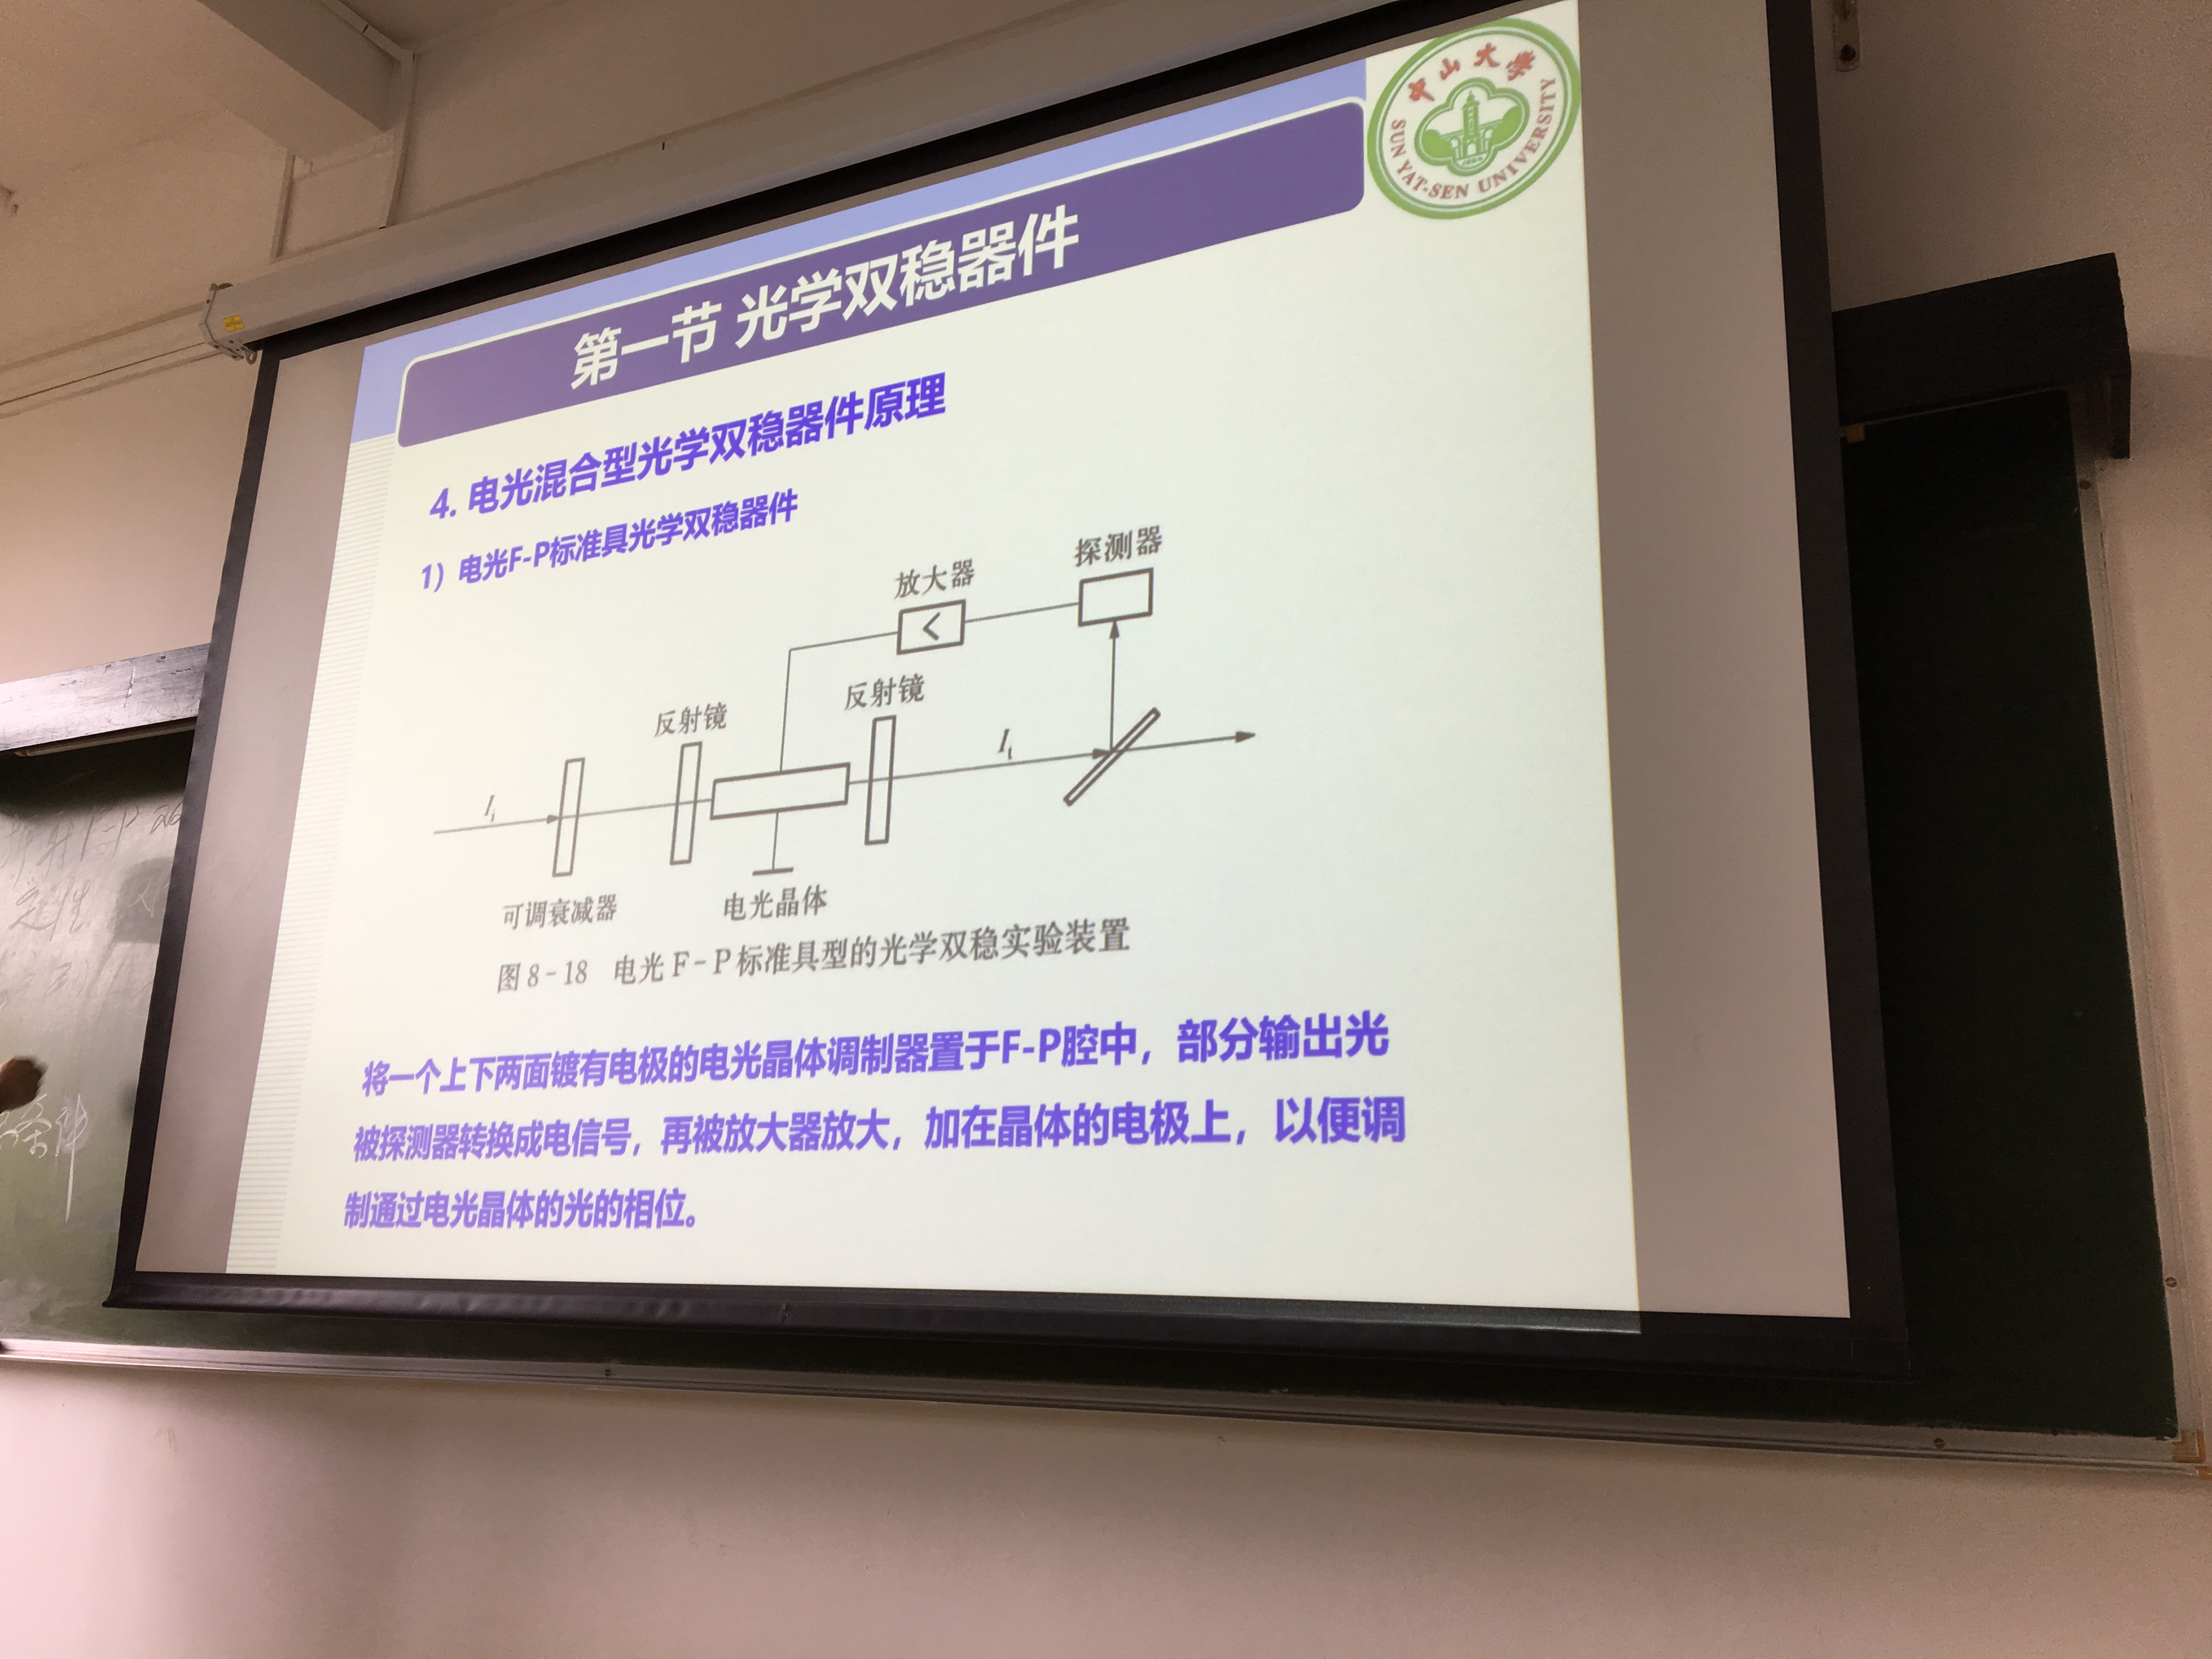 中山大学
SUN YAT-SEN UNIVERSITY
第一节 光学双稳器件
4. 电光混合型光学双稳器件原理
1）电光F-P标准具光学双稳器件
探测器
放大器
反射镜
反射镜
Iₜ
Iᵢ
可调衰减器
电光晶体
图 8-18 电光 F-P 标准具型的光学双稳实验装置
将一个上下两面镀有电极的电光晶体调制器置于F-P腔中，部分输出光
被探测器转换成电信号，再被放大器放大，加在晶体的电极上，以便调
制通过电光晶体的光的相位。
F-P
定性
条件